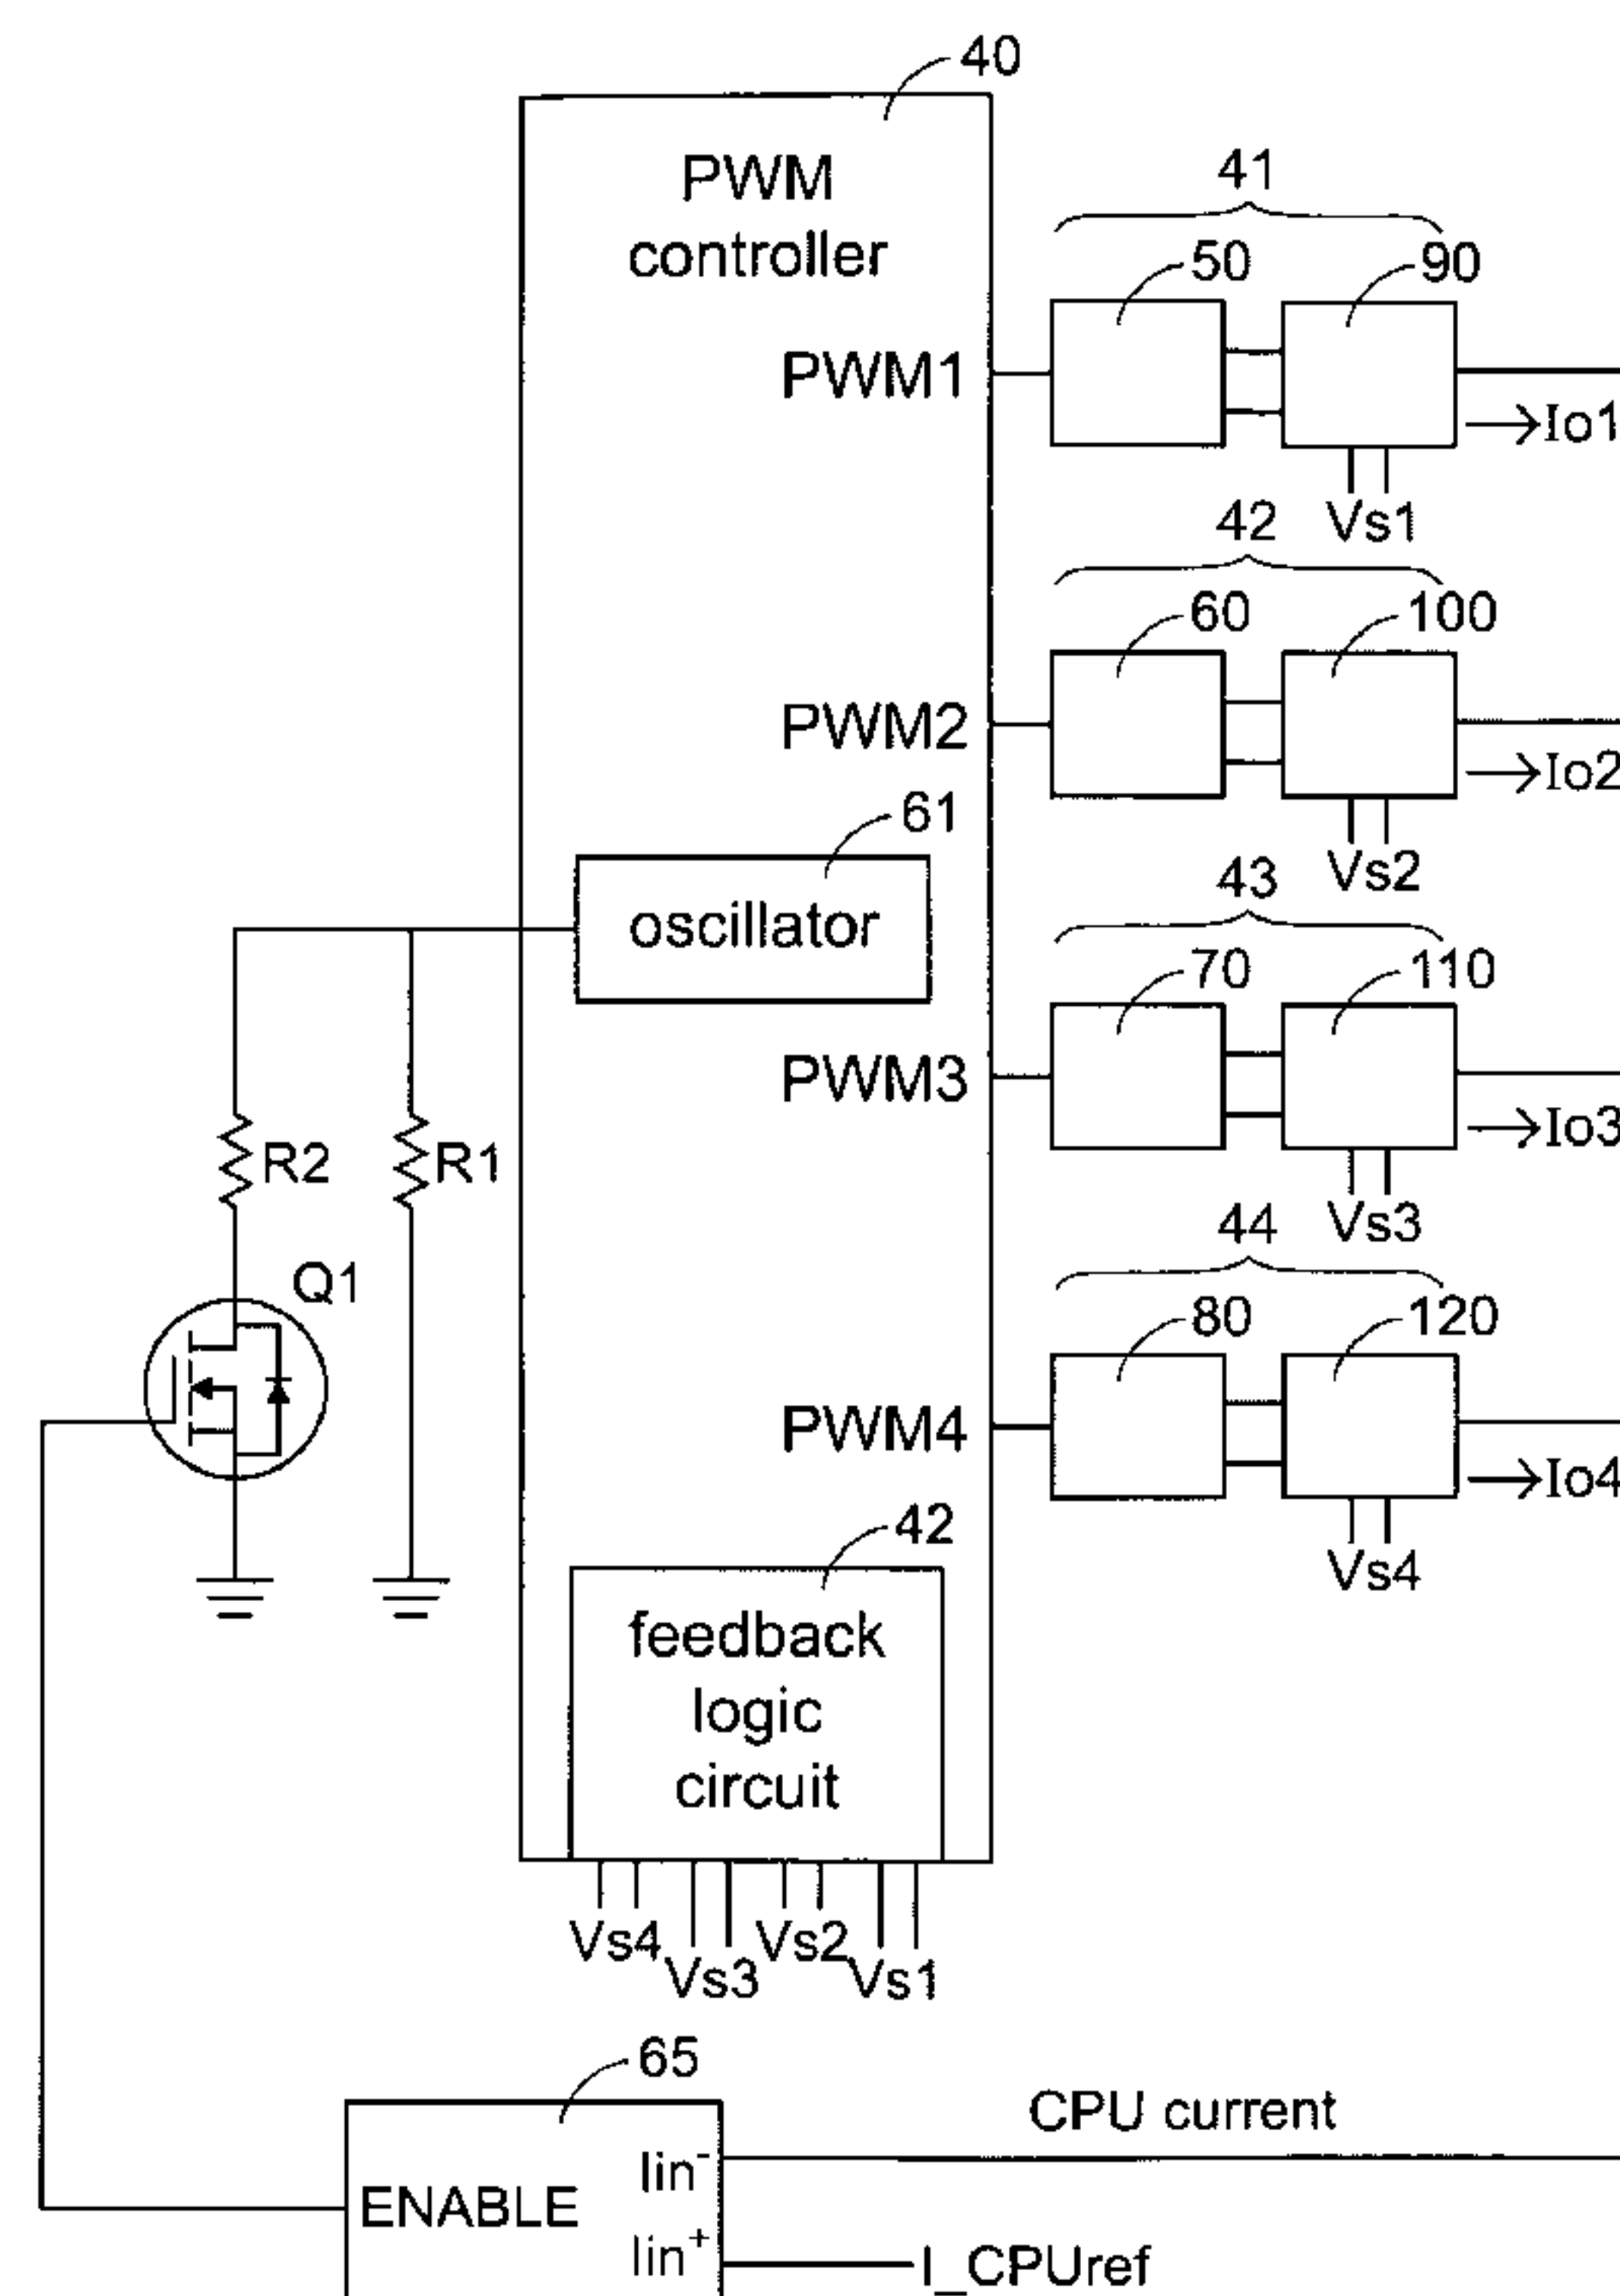 40
PWM
controller
41
50
90
PWM1
Io1
Vs1
42
60
100
PWM2
Io2
61
Vs2
oscillator
43
70
110
PWM3
Io3
R2
R1
Vs3
44
Q1
80
120
PWM4
Io4
42
Vs4
feedback
logic
circuit
Vs4
Vs3
Vs2
Vs1
65
CPU current
Iin-
ENABLE
Iin+
I_CPUref